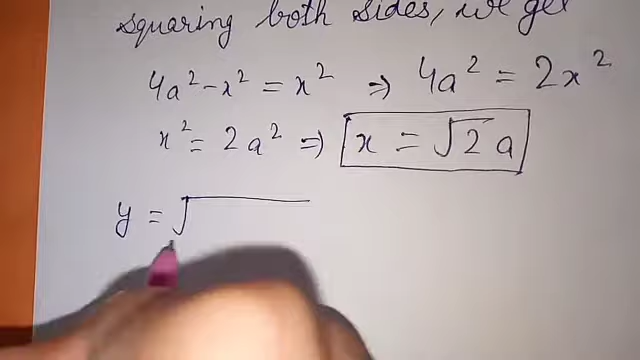 squaring both sides, we get
4a² - x² = x² ⇒ 4a² = 2x²
x² = 2a² ⇒ x = √2 a
y = √